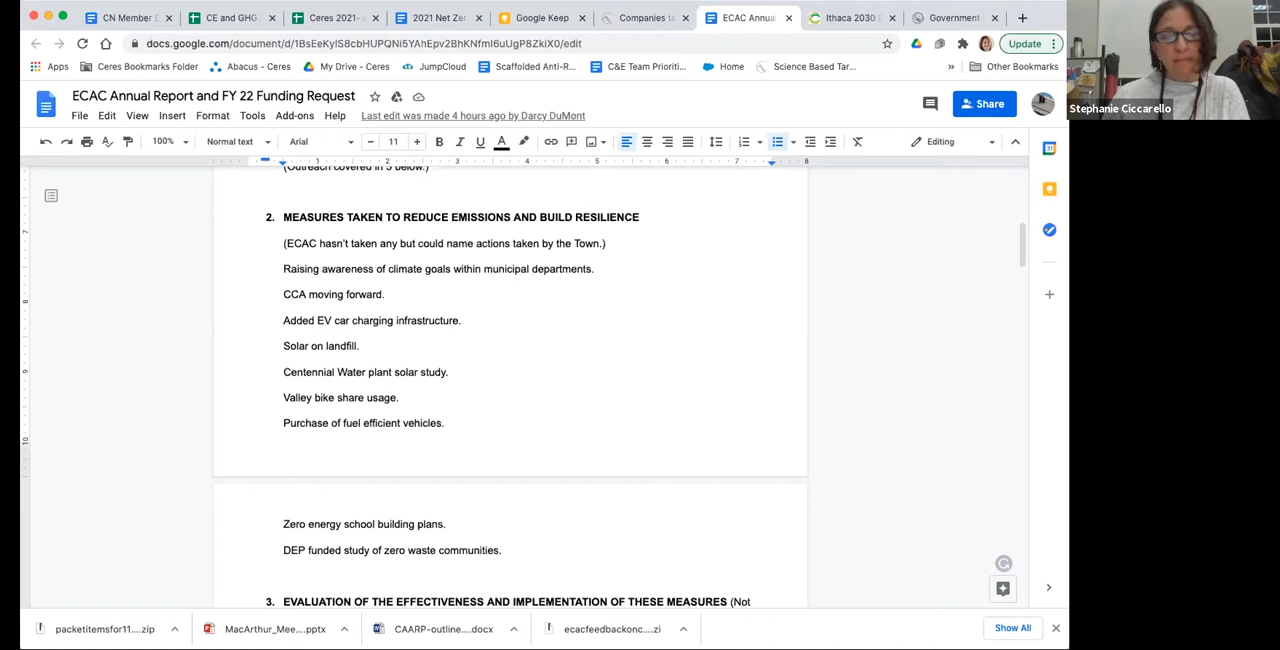 CN Member E
CE and GHG
Ceres 2021-
2021 Net Zer
Google Keep
Companies ta
ECAC Annual
Ithaca 2030
Government
docs.google.com/document/d/1BsEeKyIS8cbHUPQNi5YAhEpv2BhKNfmI6uUgP8ZkiX0/edit
Update
Apps
Ceres Bookmarks Folder
Abacus - Ceres
My Drive - Ceres
JumpCloud
Scaffolded Anti-R...
C&E Team Prioriti...
Home
Science Based Tar...
Other Bookmarks
ECAC Annual Report and FY 22 Funding Request
File Edit View Insert Format Tools Add-ons Help Last edit was made 4 hours ago by Darcy DuMont
Share
Stephanie Ciccarello
100% Normal text Arial 11 B I U A Editing
1 2 3 4 5 6 7 8
(Outreach covered in 5 below.)
2. MEASURES TAKEN TO REDUCE EMISSIONS AND BUILD RESILIENCE
(ECAC hasn't taken any but could name actions taken by the Town.)
Raising awareness of climate goals within municipal departments.
CCA moving forward.
Added EV car charging infrastructure.
Solar on landfill.
Centennial Water plant solar study.
Valley bike share usage.
Purchase of fuel efficient vehicles.
Zero energy school building plans.
DEP funded study of zero waste communities.
3. EVALUATION OF THE EFFECTIVENESS AND IMPLEMENTATION OF THESE MEASURES (Not
packetitemsfor11....zip
MacArthur_Mee....pptx
CAARP-outline....docx
ecacfeedbackonc....zi
Show All